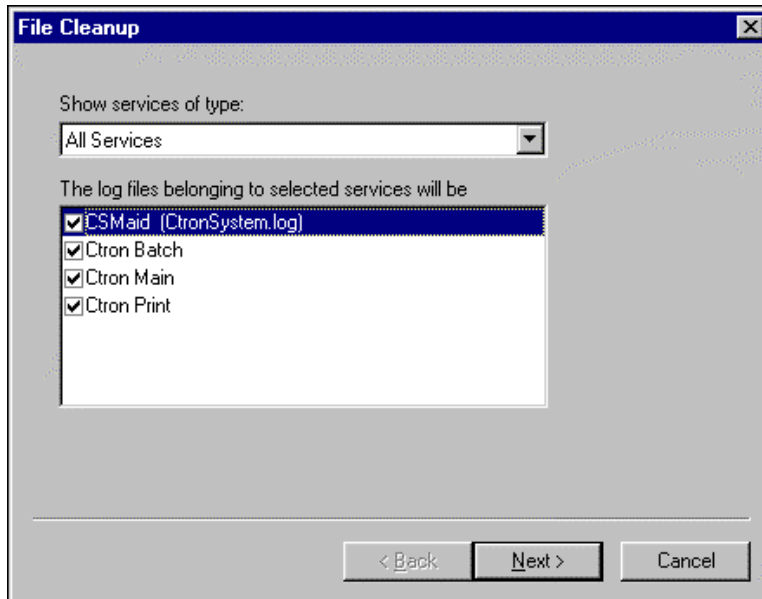 File Cleanup
Show services of type:
All Services
The log files belonging to selected services will be
CSMaid (CtronSystem.log)
Ctron Batch
Ctron Main
Ctron Print
< Back
Next >
Cancel